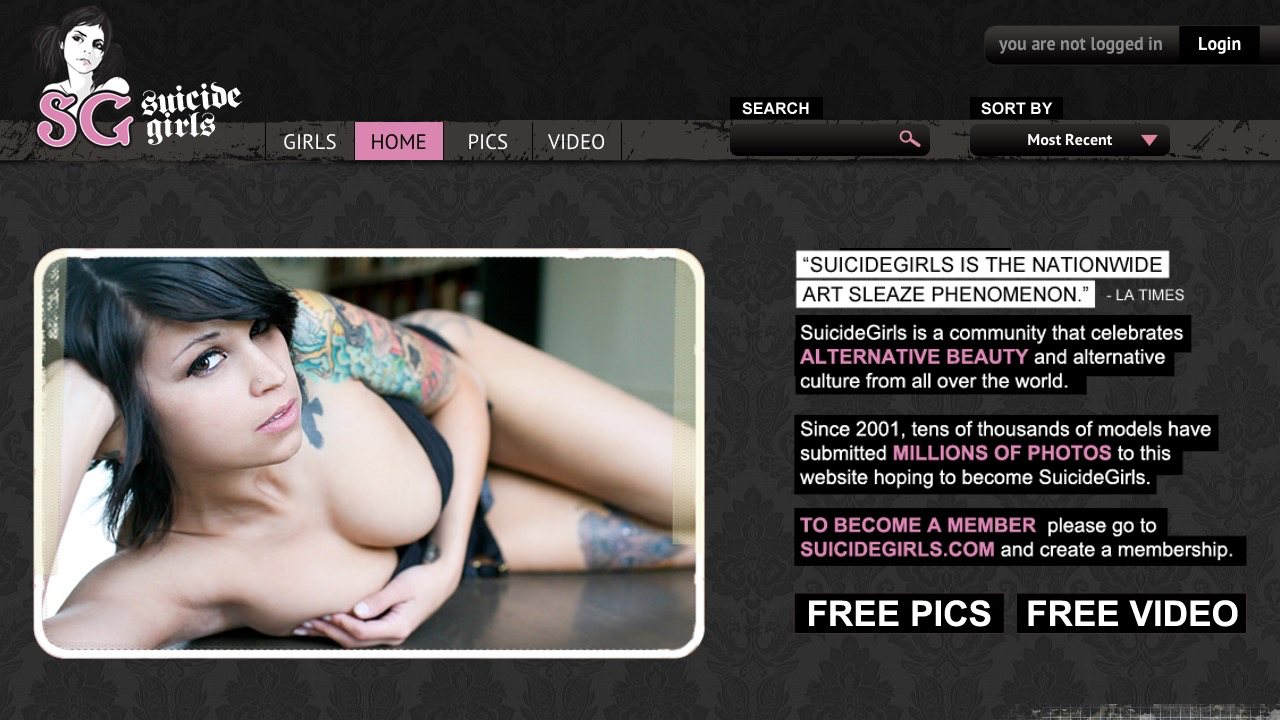 SG suicide
girls
you are not logged in Login
SEARCH SORT BY
GIRLS HOME PICS VIDEO Most Recent
“SUICIDEGIRLS IS THE NATIONWIDE
ART SLEAZE PHENOMENON.” - LA TIMES
SuicideGirls is a community that celebrates
ALTERNATIVE BEAUTY and alternative
culture from all over the world.
Since 2001, tens of thousands of models have
submitted MILLIONS OF PHOTOS to this
website hoping to become SuicideGirls.
TO BECOME A MEMBER please go to
SUICIDEGIRLS.COM and create a membership.
FREE PICS FREE VIDEO